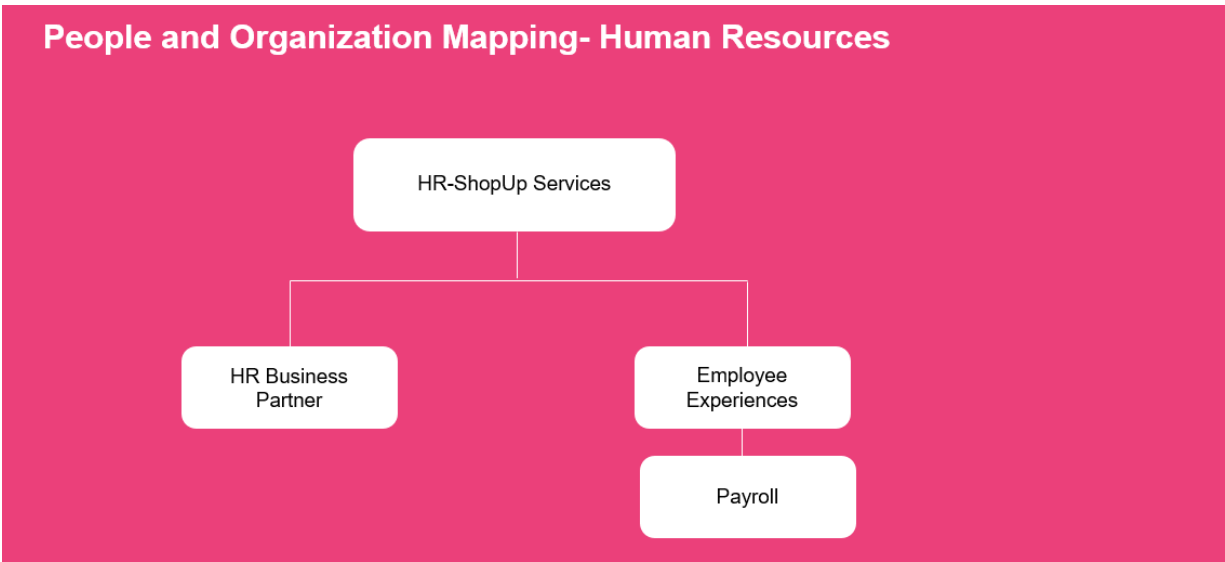 People and Organization Mapping- Human Resources
HR-ShopUp Services
HR Business
Partner
Employee
Experiences
Payroll